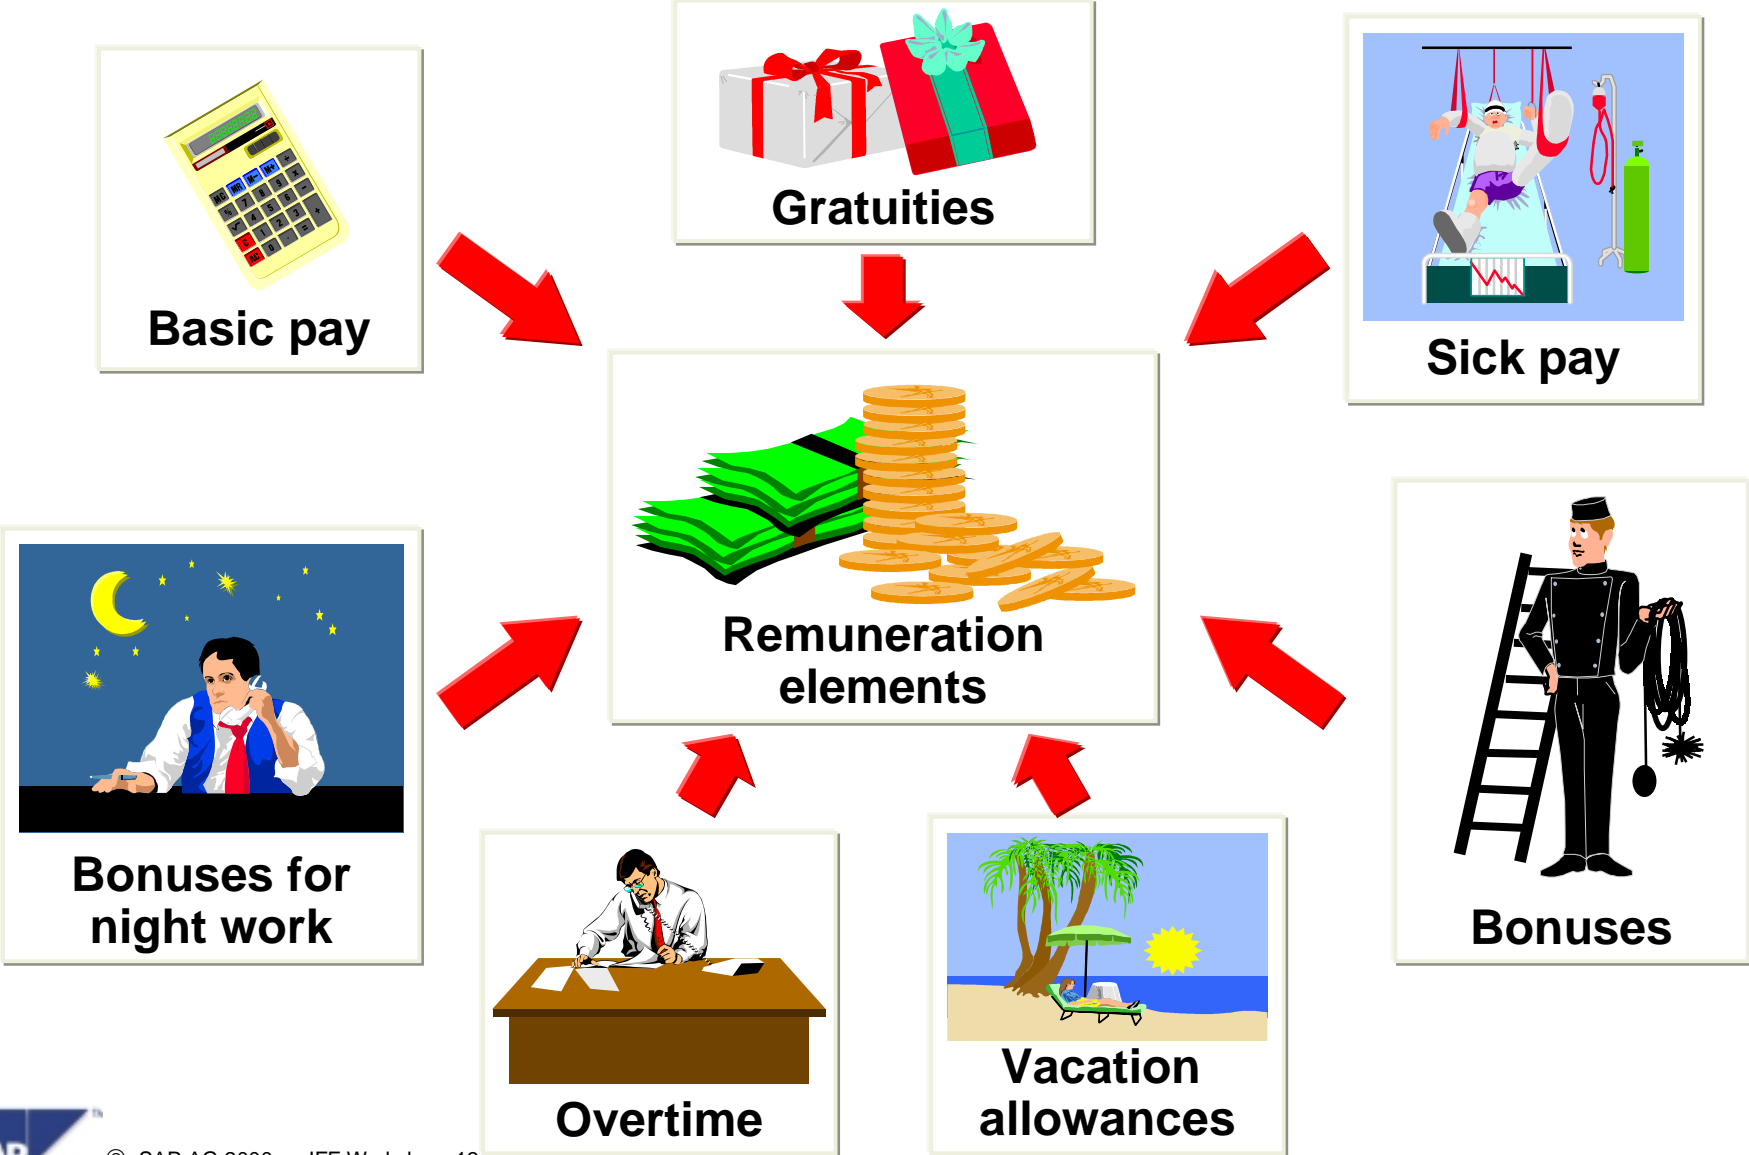 Gratuities
Basic pay
Sick pay
Remuneration
elements
Bonuses for
night work
Bonuses
Overtime
Vacation
allowances